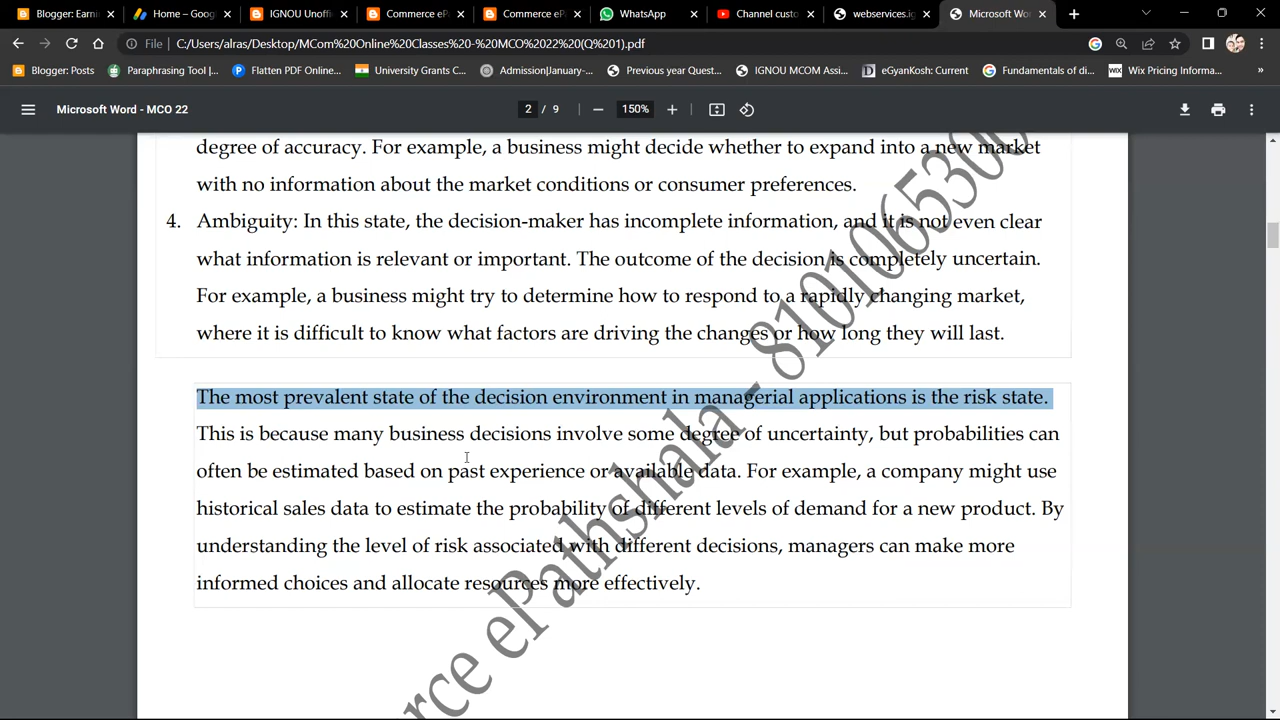 Blogger: Earni
Home – Goog
IGNOU Unoffi
Commerce eP
Commerce ePa
WhatsApp
Channel custo
webservices.ig
Microsoft Wor
File
C:/Users/alras/Desktop/MCom%20Online%20Classes%20-%20MCO%2022%20(Q%201).pdf
Blogger: Posts
Paraphrasing Tool |...
Flatten PDF Online...
University Grants C...
Admission|January-...
Previous year Quest...
IGNOU MCOM Assi...
eGyanKosh: Current
Fundamentals of di...
Wix Pricing Informa...
»
Microsoft Word - MCO 22
2 / 9
150%
degree of accuracy. For example, a business might decide whether to expand into a new market
with no information about the market conditions or consumer preferences.
4. Ambiguity: In this state, the decision-maker has incomplete information, and it is not even clear
what information is relevant or important. The outcome of the decision is completely uncertain.
For example, a business might try to determine how to respond to a rapidly changing market,
where it is difficult to know what factors are driving the changes or how long they will last.
The most prevalent state of the decision environment in managerial applications is the risk state.
This is because many business decisions involve some degree of uncertainty, but probabilities can
often be estimated based on past experience or available data. For example, a company might use
historical sales data to estimate the probability of different levels of demand for a new product. By
understanding the level of risk associated with different decisions, managers can make more
informed choices and allocate resources more effectively.
rce ePathshala - 8101065300